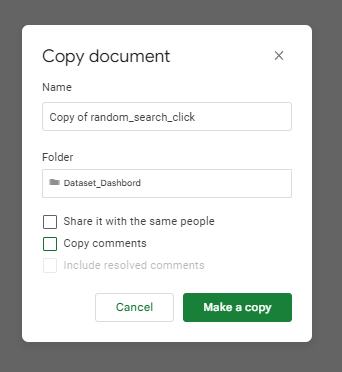 Copy document
Name
Copy of random_search_click
Folder
Dataset_Dashbord
Share it with the same people
Copy comments
Include resolved comments
Cancel
Make a copy